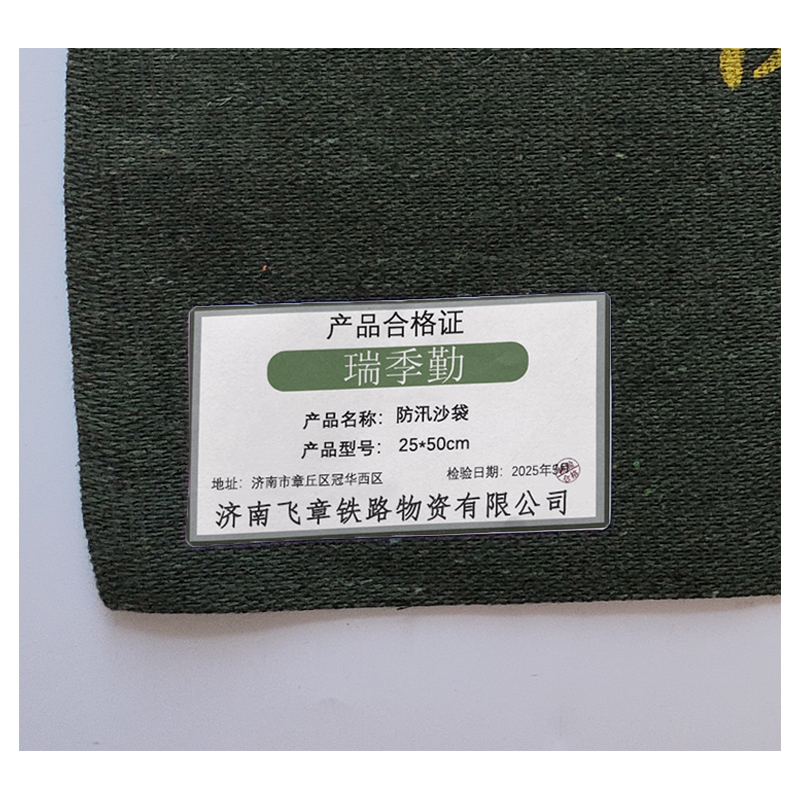 产品合格证
瑞季勤
产品名称：防汛沙袋
产品型号：25*50cm
地址：济南市章丘区冠华西区
检验日期：2025年5月
济南飞章铁路物资有限公司